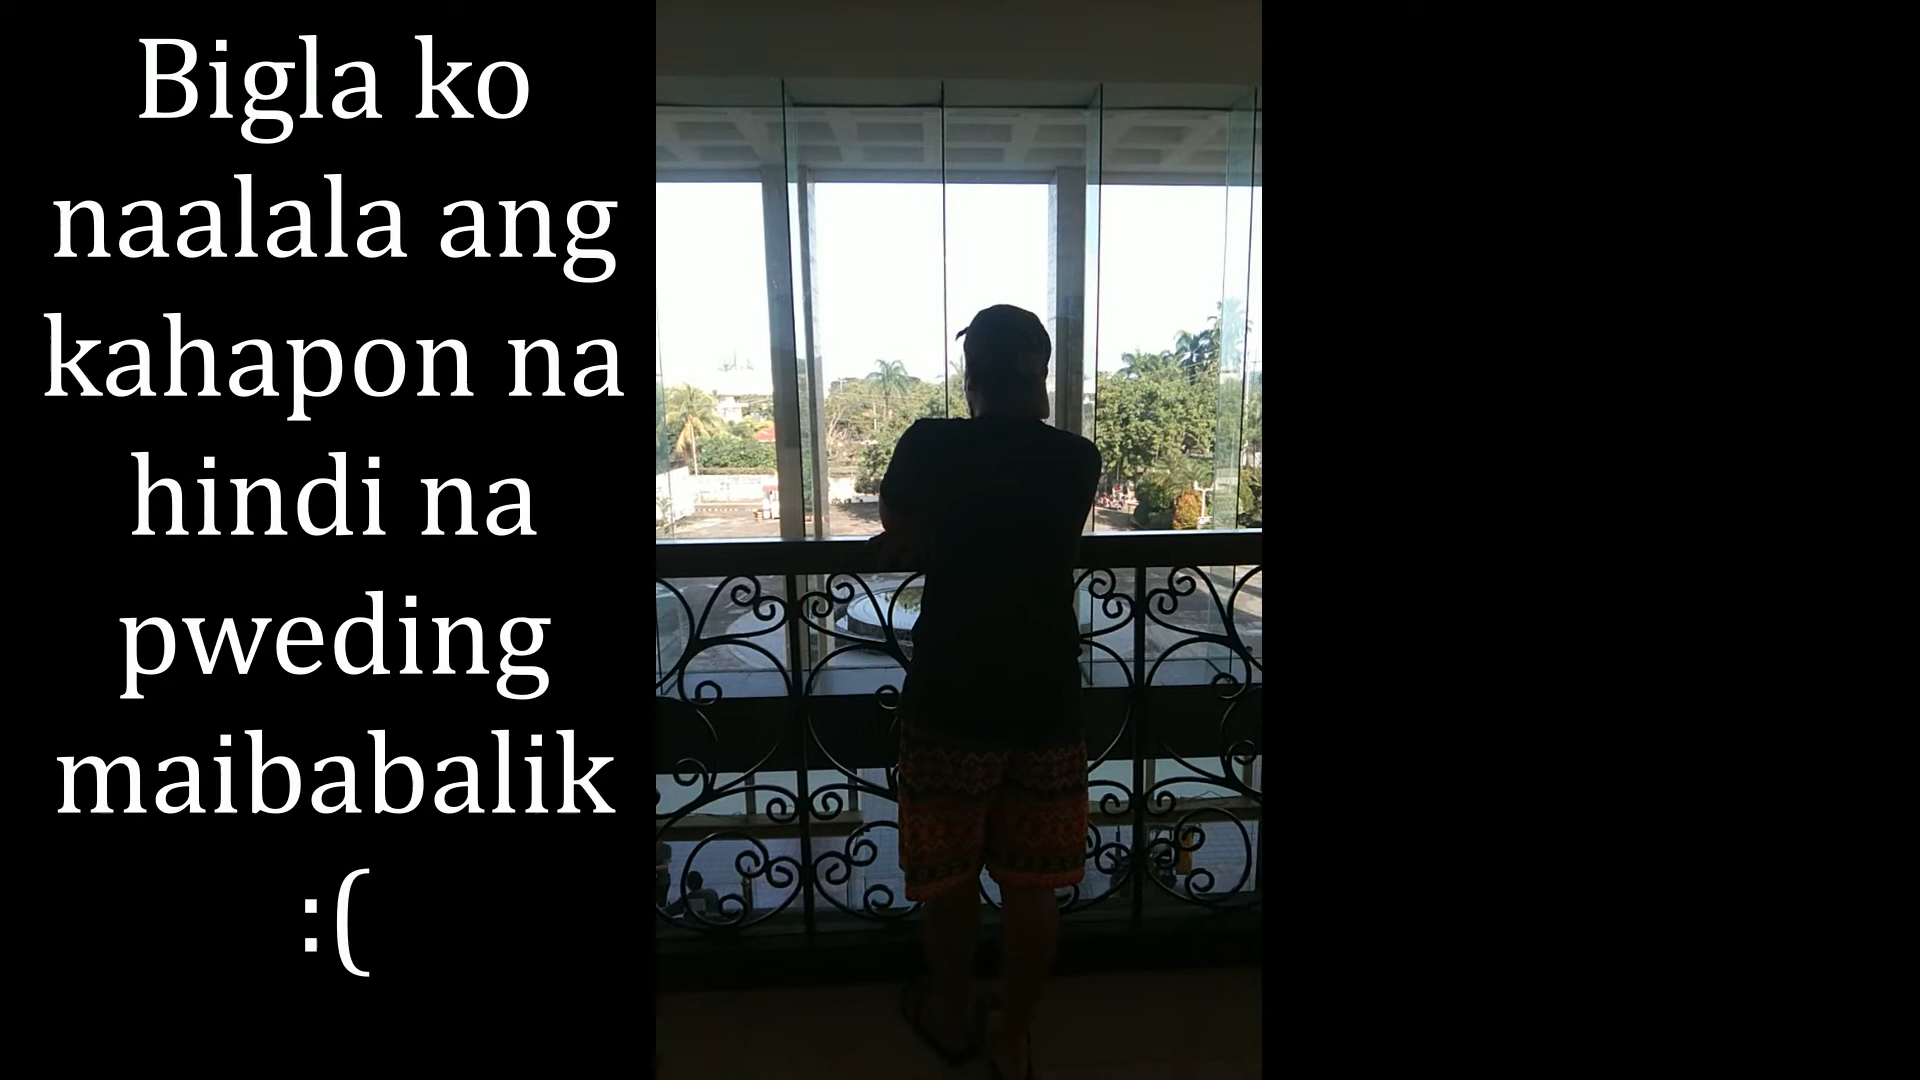 Bigla ko
naalala ang
kahapon na
hindi na
pweding
maibabalik
:(